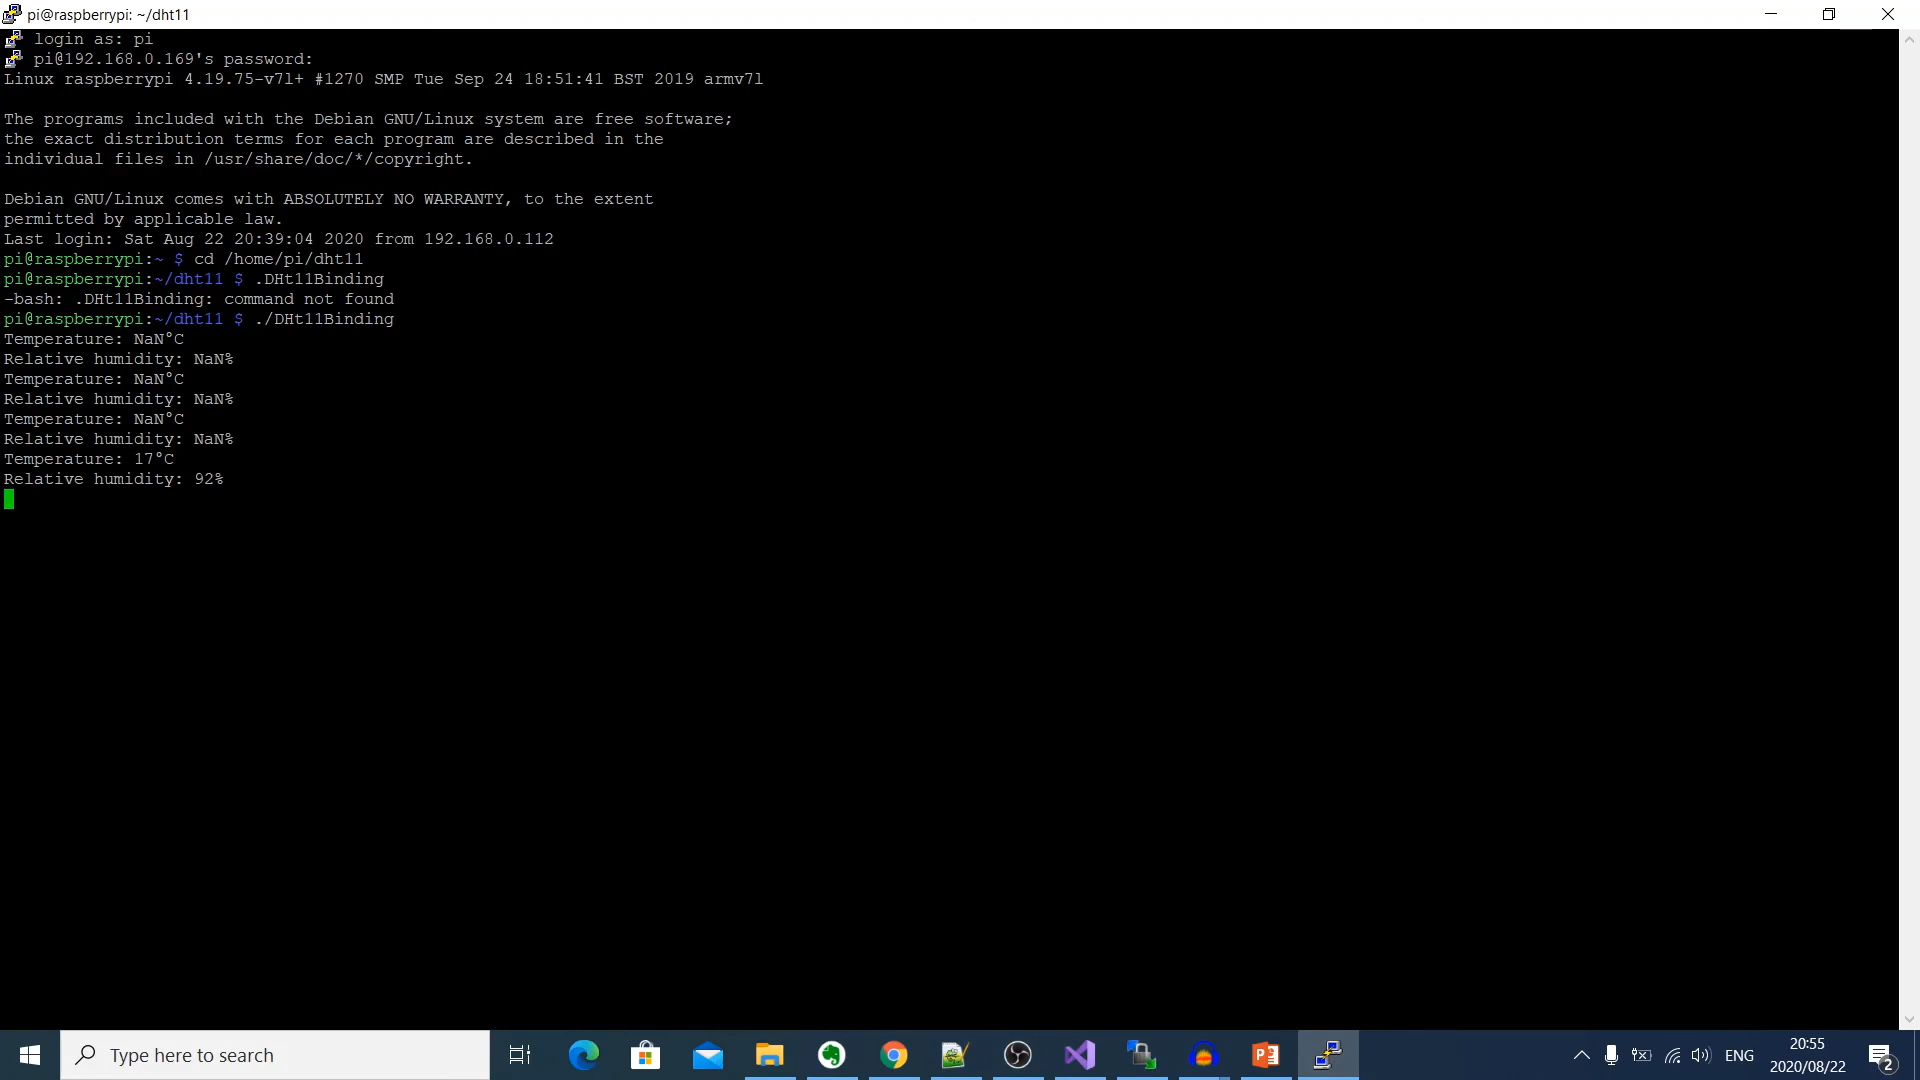 pi@raspberrypi: ~/dht11
login as: pi
pi@192.168.0.169's password:
Linux raspberrypi 4.19.75-v7l+ #1270 SMP Tue Sep 24 18:51:41 BST 2019 armv7l
The programs included with the Debian GNU/Linux system are free software;
the exact distribution terms for each program are described in the
individual files in /usr/share/doc/*/copyright.
Debian GNU/Linux comes with ABSOLUTELY NO WARRANTY, to the extent
permitted by applicable law.
Last login: Sat Aug 22 20:39:04 2020 from 192.168.0.112
pi@raspberrypi:~ $ cd /home/pi/dht11
pi@raspberrypi:~/dht11 $ .DHt11Binding
-bash: .DHt11Binding: command not found
pi@raspberrypi:~/dht11 $ ./DHt11Binding
Temperature: NaN°C
Relative humidity: NaN%
Temperature: NaN°C
Relative humidity: NaN%
Temperature: NaN°C
Relative humidity: NaN%
Temperature: 17°C
Relative humidity: 92%
Type here to search
ENG
20:55
2020/08/22
2